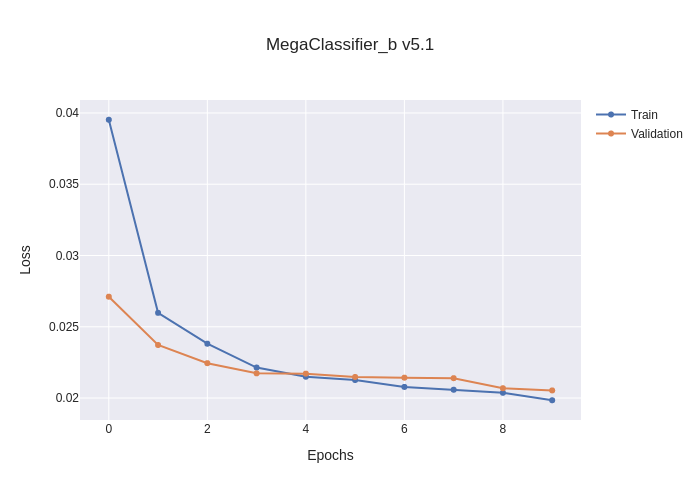 MegaClassifier_b v5.1
Train
Validation
0.04
0.035
0.03
0.025
0.02
Loss
0 2 4 6 8
Epochs